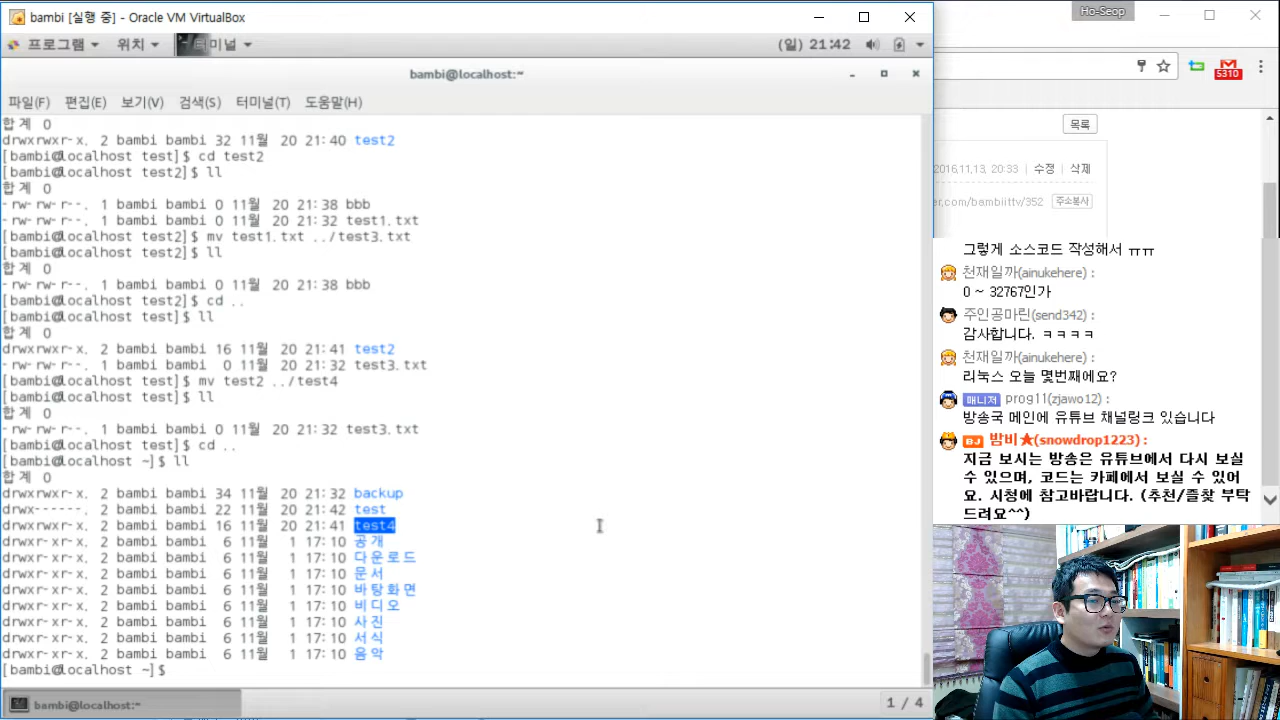 bambi [실행 중] - Oracle VM VirtualBox
프로그램 위치 터미널 (일) 21:42
bambi@localhost:~
파일(F) 편집(E) 보기(V) 검색(S) 터미널(T) 도움말(H)
합계 0
drwxrwxr-x. 2 bambi bambi 32 11월 20 21:40 test2
[bambi@localhost test]$ cd test2
[bambi@localhost test2]$ ll
합계 0
-rw-rw-r--. 1 bambi bambi 0 11월 20 21:38 bbb
-rw-rw-r--. 1 bambi bambi 0 11월 20 21:32 test1.txt
[bambi@localhost test2]$ mv test1.txt ../test3.txt
[bambi@localhost test2]$ ll
합계 0
-rw-rw-r--. 1 bambi bambi 0 11월 20 21:38 bbb
[bambi@localhost test2]$ cd ..
[bambi@localhost test]$ ll
합계 0
drwxrwxr-x. 2 bambi bambi 16 11월 20 21:41 test2
-rw-rw-r--. 1 bambi bambi 0 11월 20 21:32 test3.txt
[bambi@localhost test]$ mv test2 ../test4
[bambi@localhost test]$ ll
합계 0
-rw-rw-r--. 1 bambi bambi 0 11월 20 21:32 test3.txt
[bambi@localhost test]$ cd ..
[bambi@localhost ~]$ ll
합계 0
drwxrwxr-x. 2 bambi bambi 34 11월 20 21:32 backup
drwx------. 2 bambi bambi 22 11월 20 21:42 test
drwxrwxr-x. 2 bambi bambi 16 11월 20 21:41 test4
drwxr-xr-x. 2 bambi bambi 6 11월 1 17:10 공개
drwxr-xr-x. 2 bambi bambi 6 11월 1 17:10 다운로드
drwxr-xr-x. 2 bambi bambi 6 11월 1 17:10 문서
drwxr-xr-x. 2 bambi bambi 6 11월 1 17:10 바탕화면
drwxr-xr-x. 2 bambi bambi 6 11월 1 17:10 비디오
drwxr-xr-x. 2 bambi bambi 6 11월 1 17:10 사진
drwxr-xr-x. 2 bambi bambi 6 11월 1 17:10 서식
drwxr-xr-x. 2 bambi bambi 6 11월 1 17:10 음악
[bambi@localhost ~]$
bambi@localhost:~ 1 / 4
Ho-Seop
5310
목록
2016.11.13. 20:33 | 수정 | 삭제
er.com/bambiittv/352 주소복사
그렇게 소스코드 작성해서 ㅠㅠ
천재일까(ainukehere) :
0 ~ 32767인가
주인공마린(send342) :
감사합니다. ㅋㅋㅋㅋ
천재일까(ainukehere) :
리눅스 오늘 몇번째에요?
매니저 prog11(zjawo12) :
방송국 메인에 유튜브 채널링크 있습니다
BJ 밤비★(snowdrop1223) :
지금 보시는 방송은 유튜브에서 다시 보실
수 있으며, 코드는 카페에서 보실 수 있어
요. 시청에 참고바랍니다. (추천/즐찾 부탁
드려요^^)